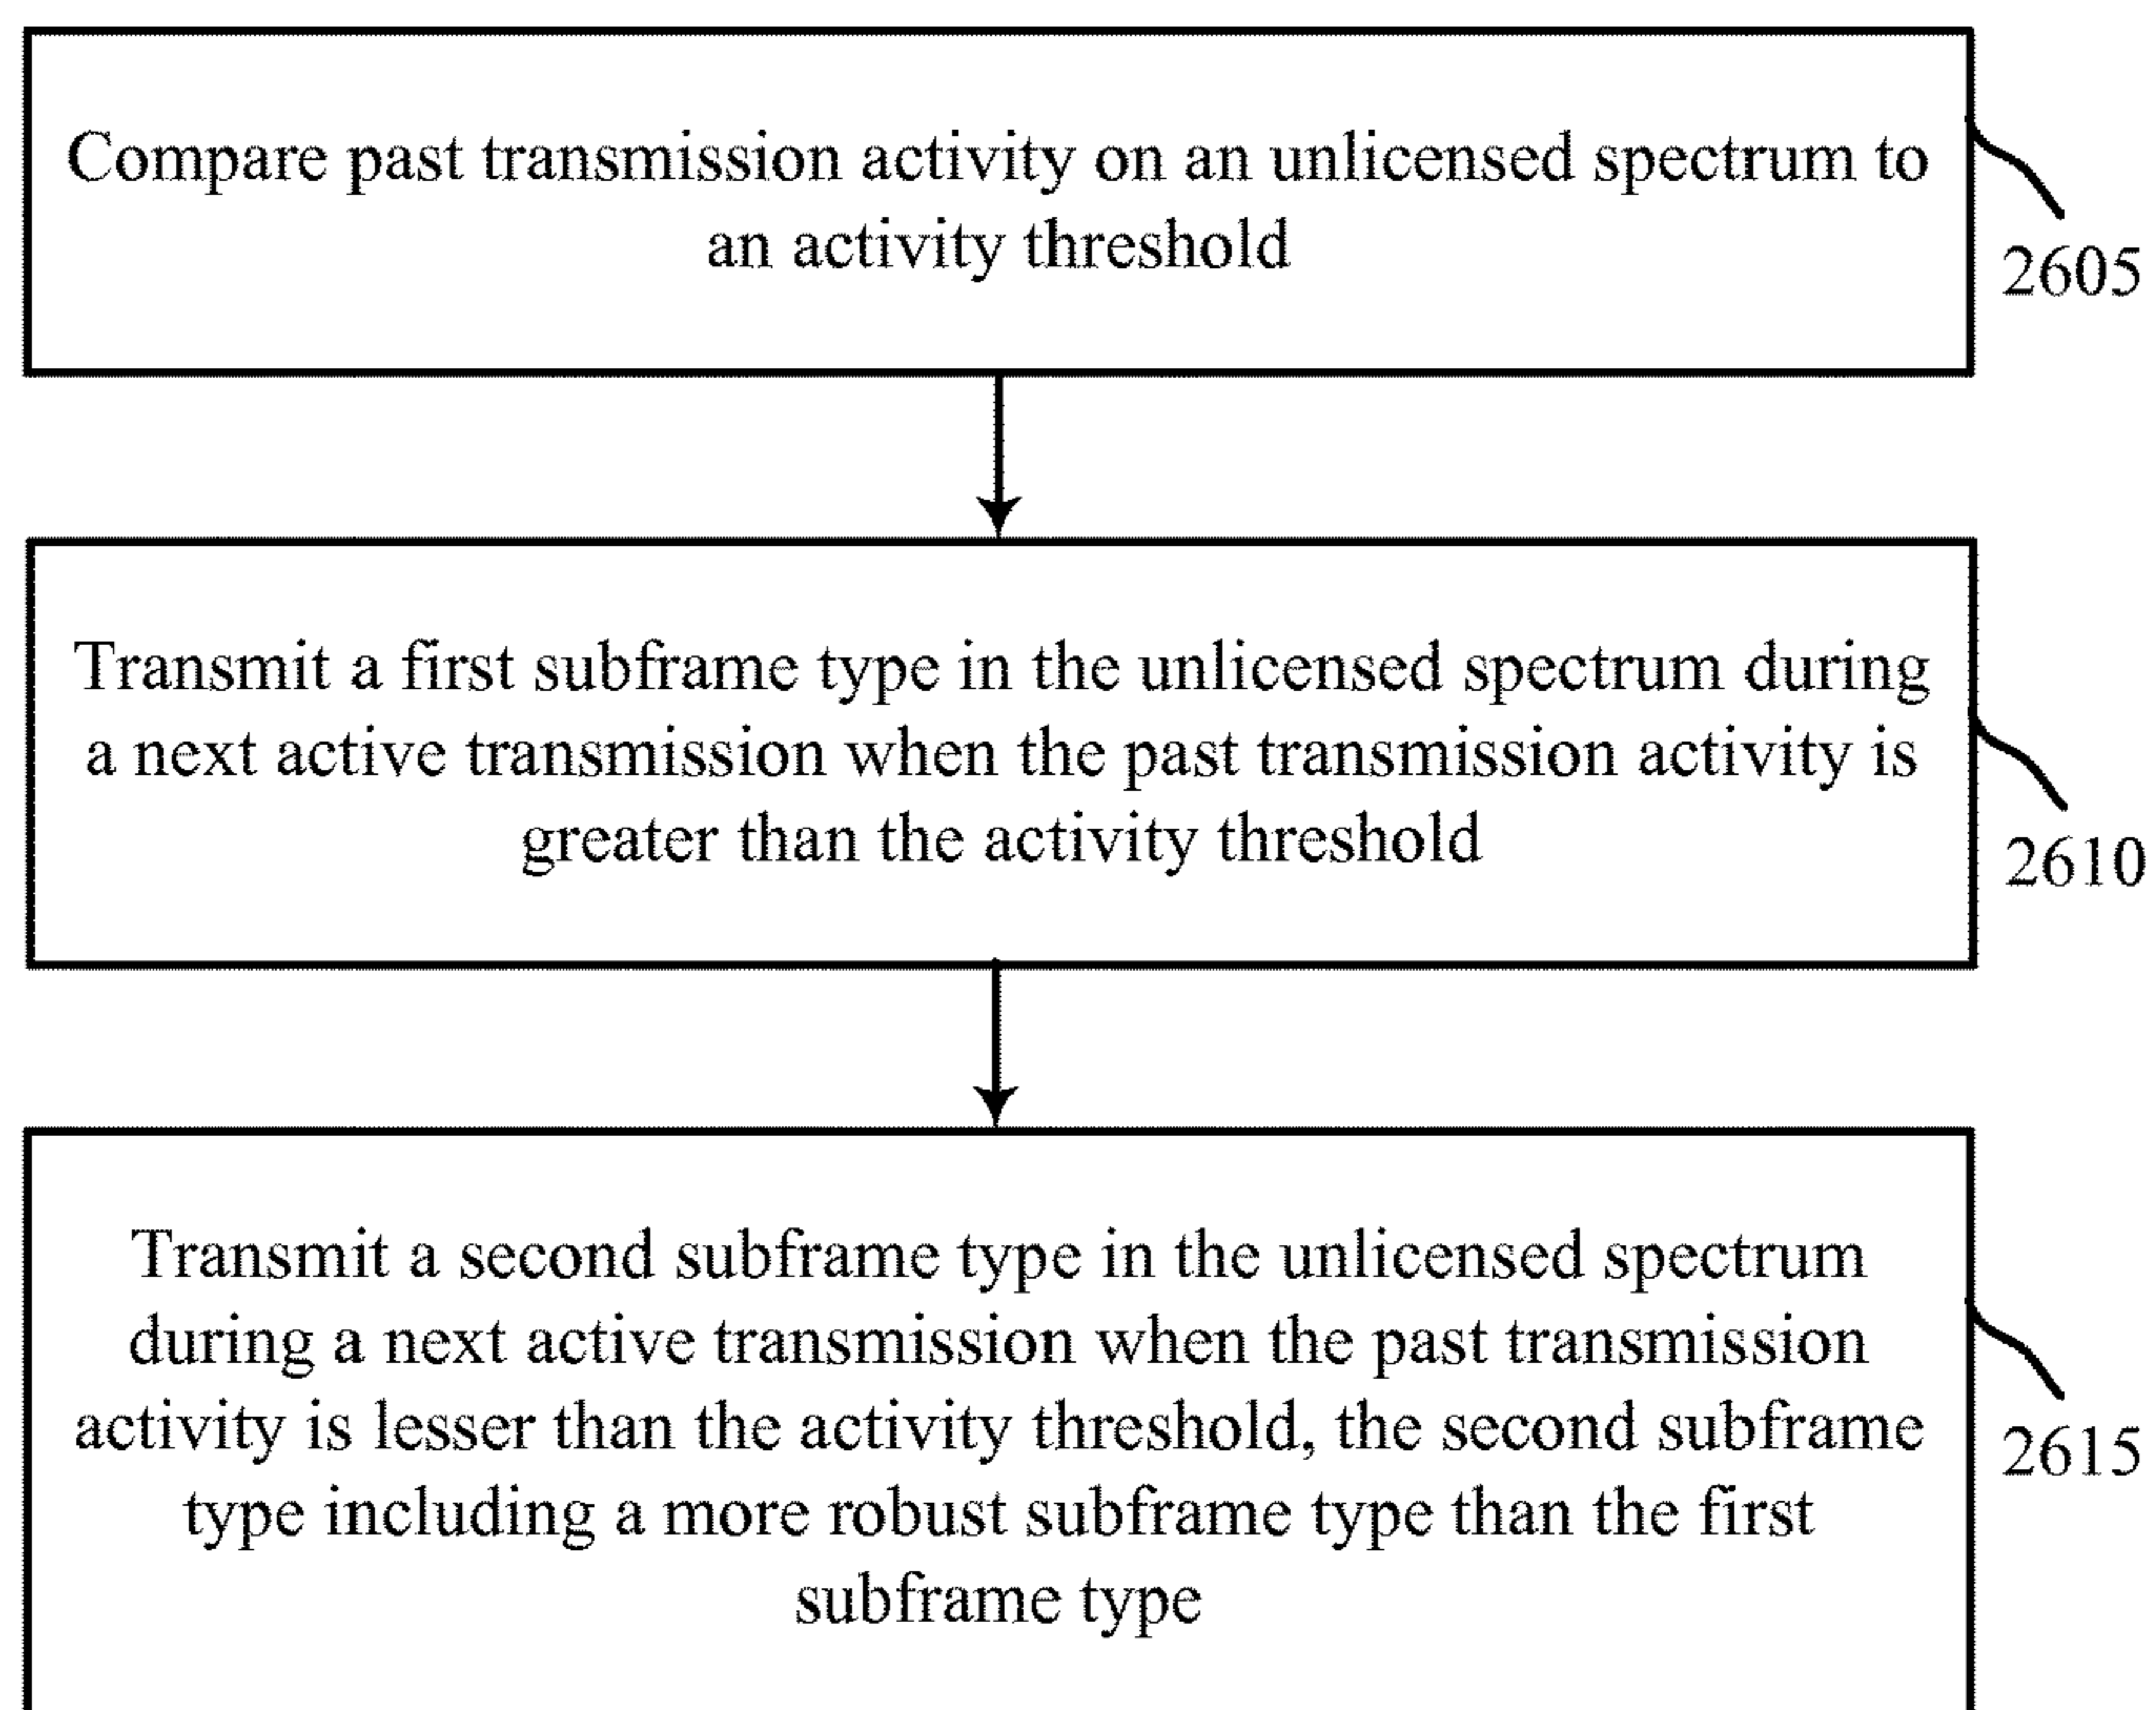 Compare past transmission activity on an unlicensed spectrum to
an activity threshold
2605
Transmit a first subframe type in the unlicensed spectrum during
a next active transmission when the past transmission activity is
greater than the activity threshold
2610
Transmit a second subframe type in the unlicensed spectrum
during a next active transmission when the past transmission
activity is lesser than the activity threshold, the second subframe
type including a more robust subframe type than the first
subframe type
2615